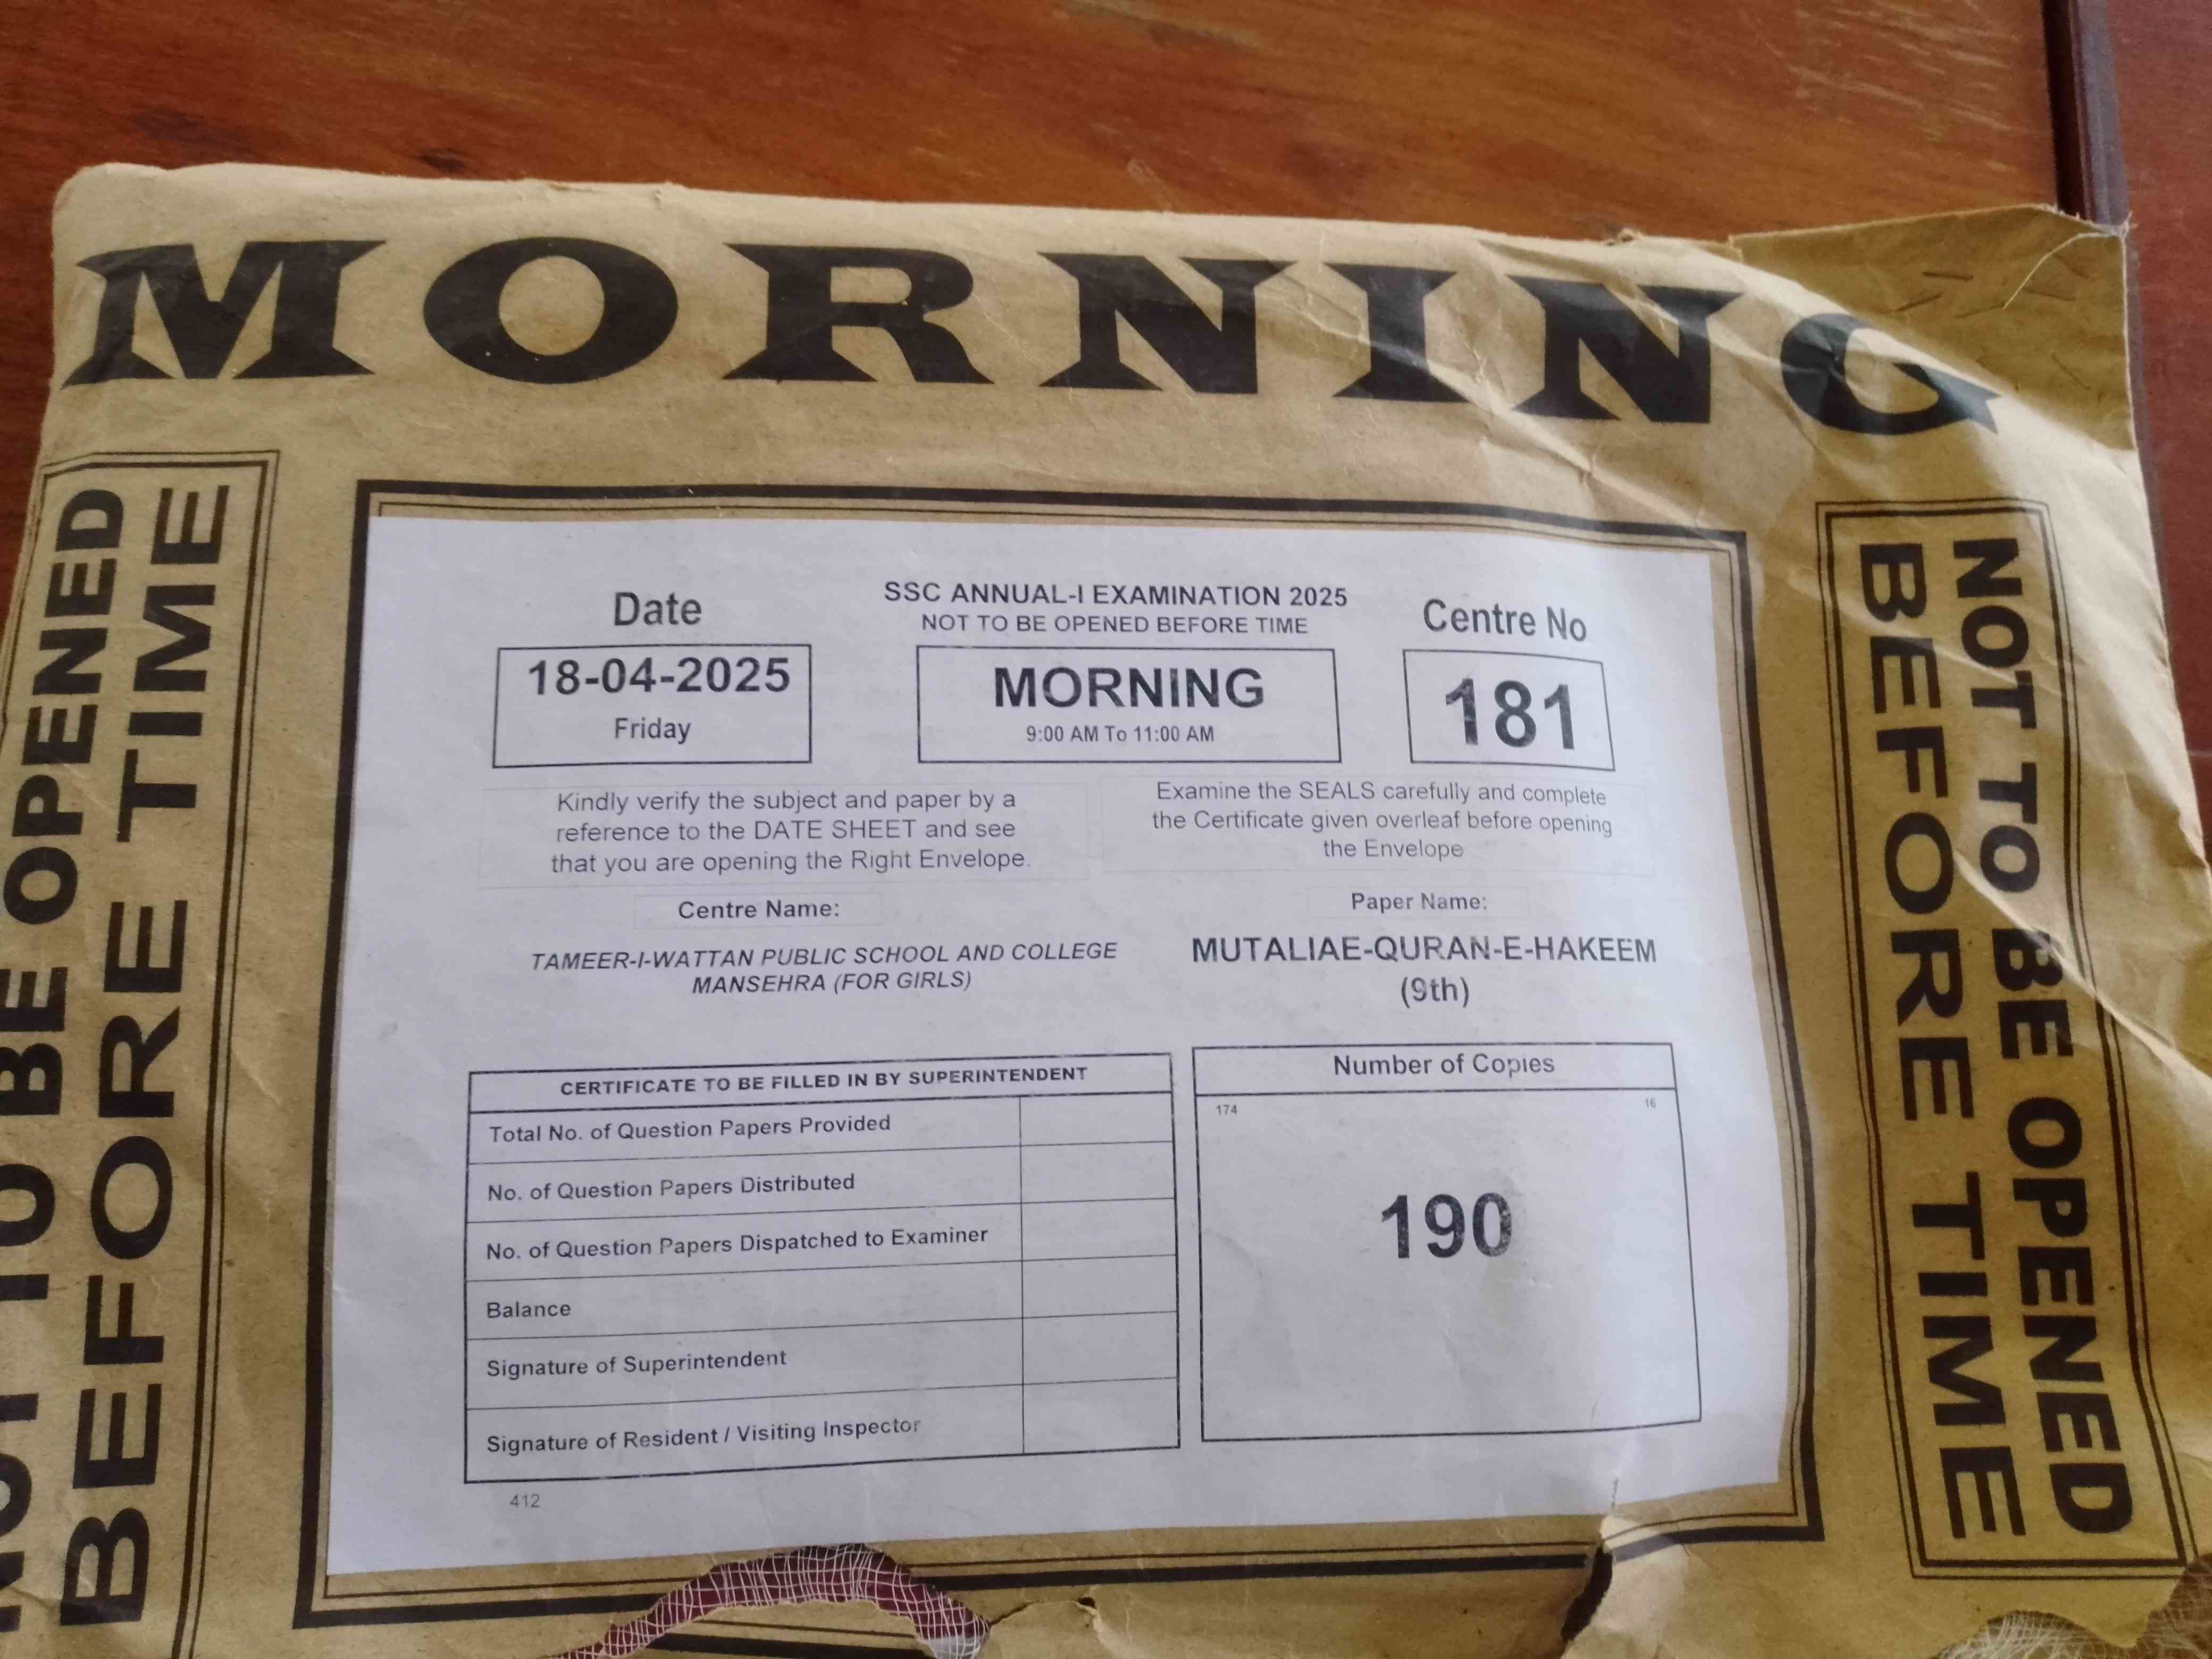 MORNING
NOT TO BE OPENED
BEFORE TIME
Date
18-04-2025
Friday
SSC ANNUAL-I EXAMINATION 2025
NOT TO BE OPENED BEFORE TIME
MORNING
9:00 AM To 11:00 AM
Centre No
181
Kindly verify the subject and paper by a
reference to the DATE SHEET and see
that you are opening the Right Envelope.
Examine the SEALS carefully and complete
the Certificate given overleaf before opening
the Envelope
Centre Name:
TAMEER-I-WATTAN PUBLIC SCHOOL AND COLLEGE
MANSEHRA (FOR GIRLS)
Paper Name:
MUTALIAE-QURAN-E-HAKEEM
(9th)
CERTIFICATE TO BE FILLED IN BY SUPERINTENDENT
Total No. of Question Papers Provided
No. of Question Papers Distributed
No. of Question Papers Dispatched to Examiner
Balance
Signature of Superintendent
Signature of Resident / Visiting Inspector
412
Number of Copies
174 16
190
NOT TO BE OPENED
BEFORE TIME